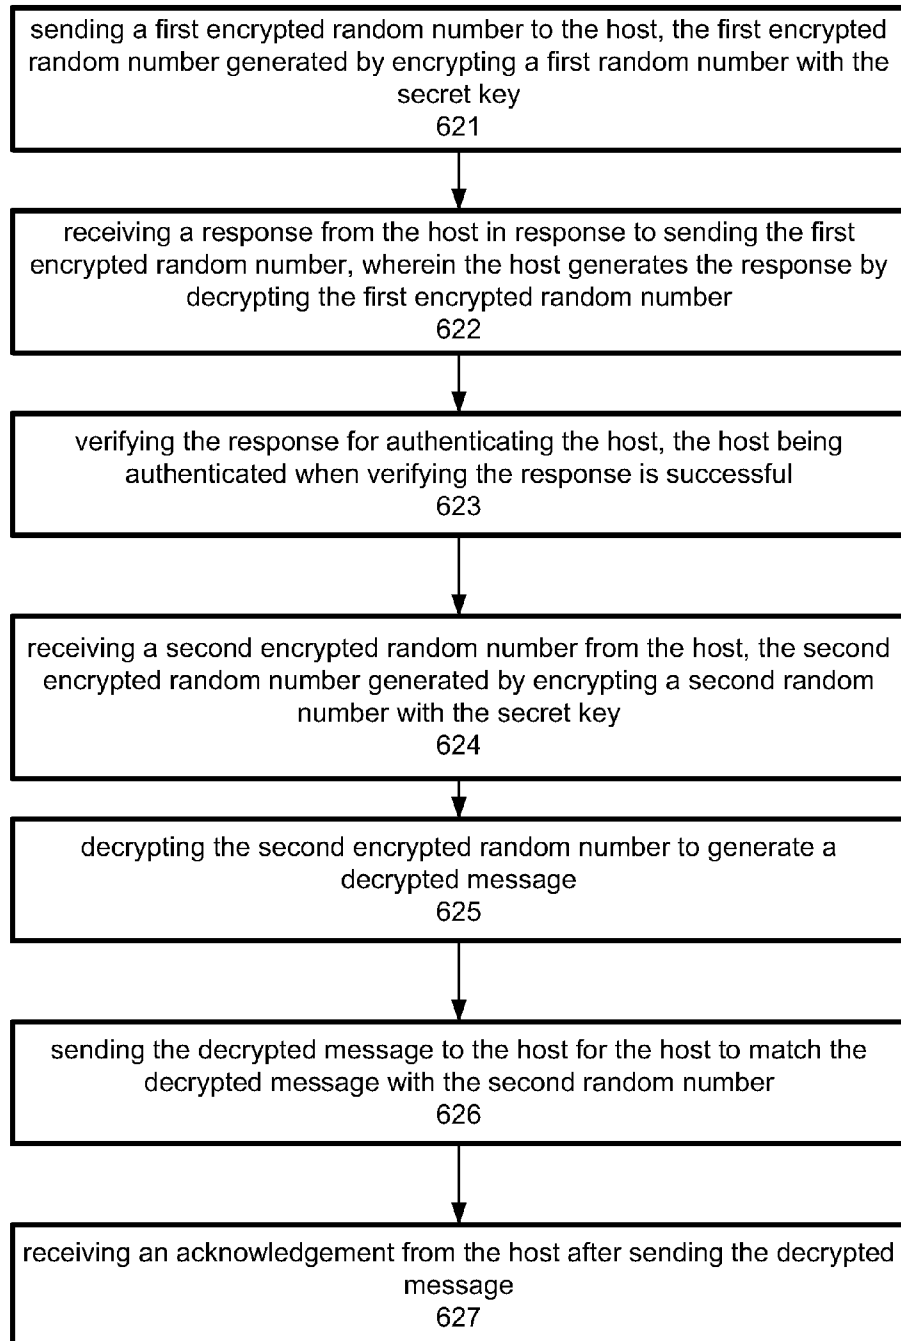 sending a first encrypted random number to the host, the first encrypted
random number generated by encrypting a first random number with the
secret key
621
receiving a response from the host in response to sending the first
encrypted random number, wherein the host generates the response by
decrypting the first encrypted random number
622
verifying the response for authenticating the host, the host being
authenticated when verifying the response is successful
623
receiving a second encrypted random number from the host, the second
encrypted random number generated by encrypting a second random
number with the secret key
624
decrypting the second encrypted random number to generate a
decrypted message
625
sending the decrypted message to the host for the host to match the
decrypted message with the second random number
626
receiving an acknowledgement from the host after sending the decrypted
message
627